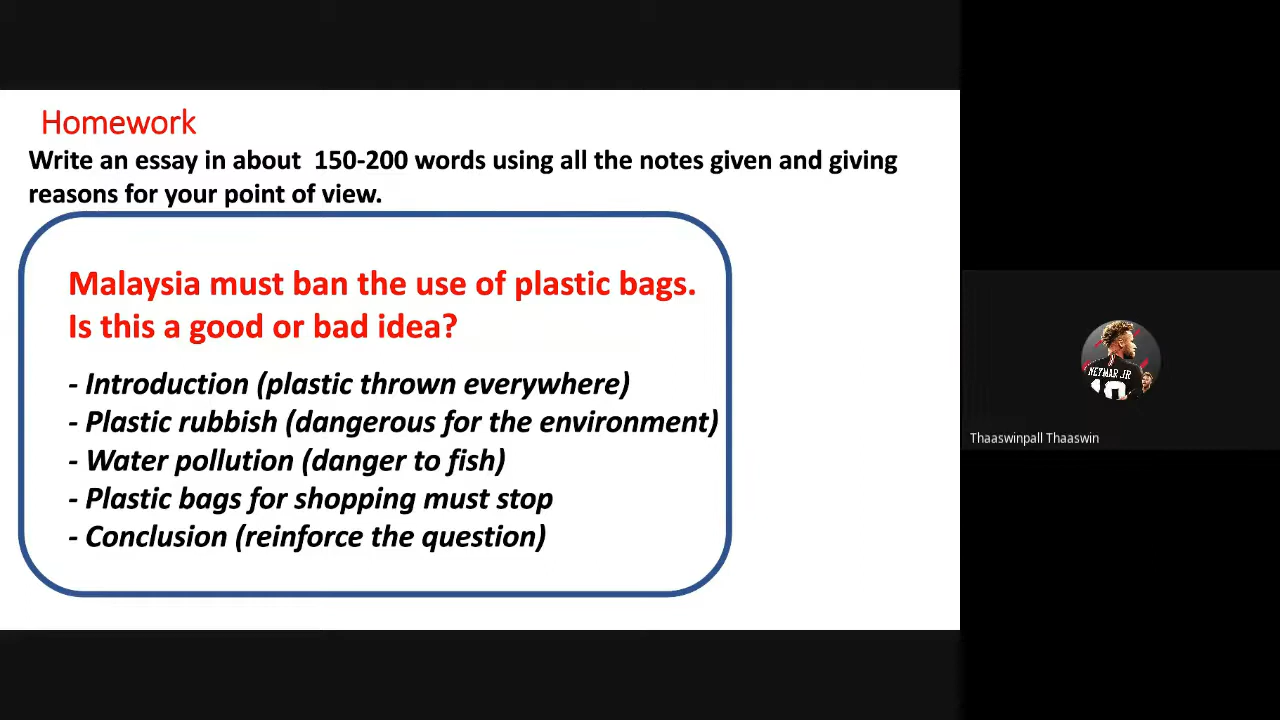 Homework
Write an essay in about 150-200 words using all the notes given and giving
reasons for your point of view.
Malaysia must ban the use of plastic bags.
Is this a good or bad idea?
- Introduction (plastic thrown everywhere)
- Plastic rubbish (dangerous for the environment)
- Water pollution (danger to fish)
- Plastic bags for shopping must stop
- Conclusion (reinforce the question)
NEYMAR JR
10
Thaaswinpall Thaaswin